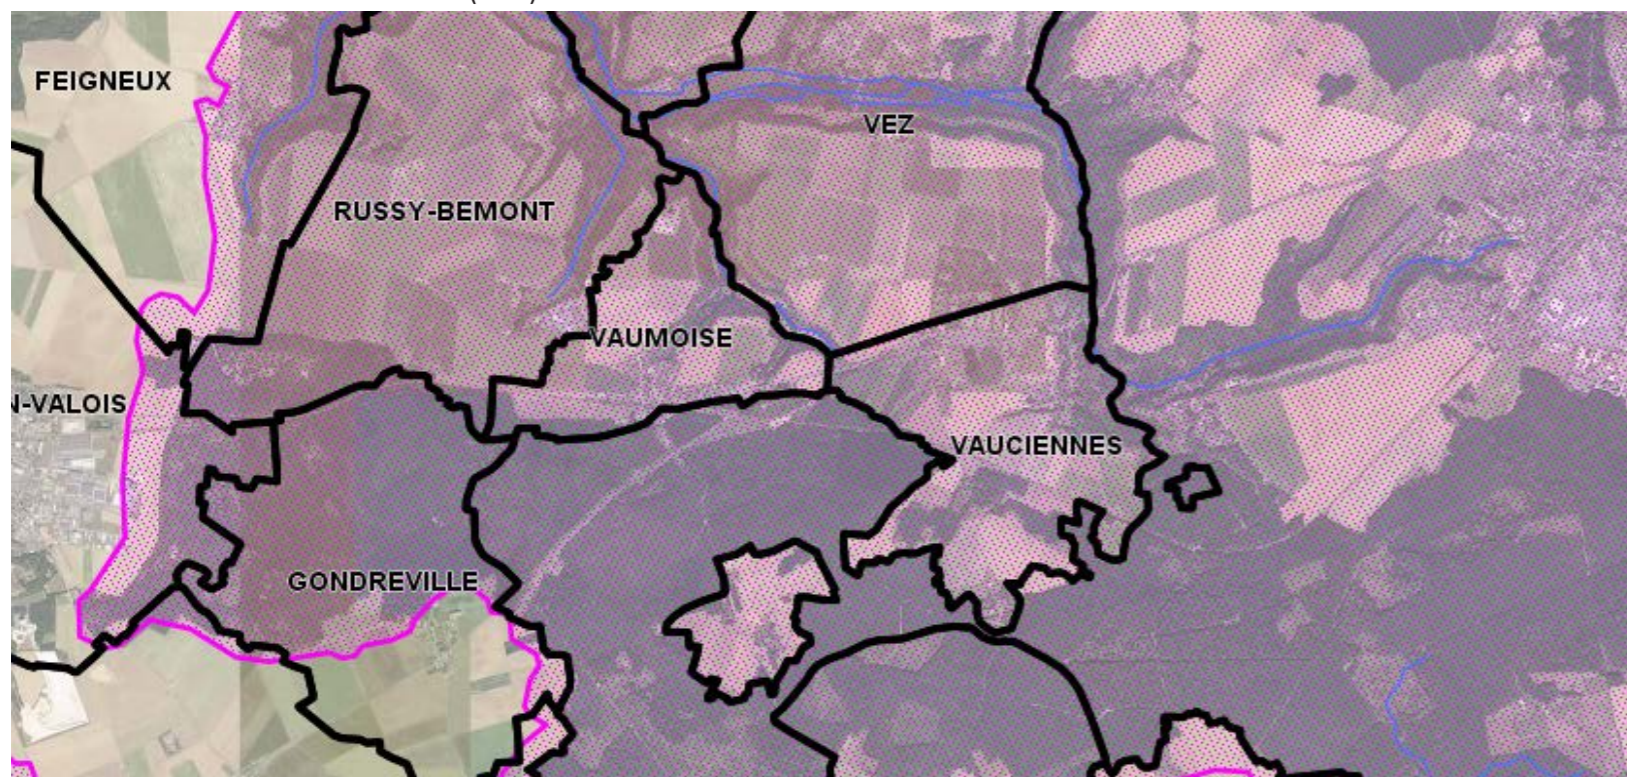 FEIGNEUX
VEZ
RUSSY-BEMONT
VAUMOISE
N-VALOIS
VAUCIENNES
GONDREVILLE